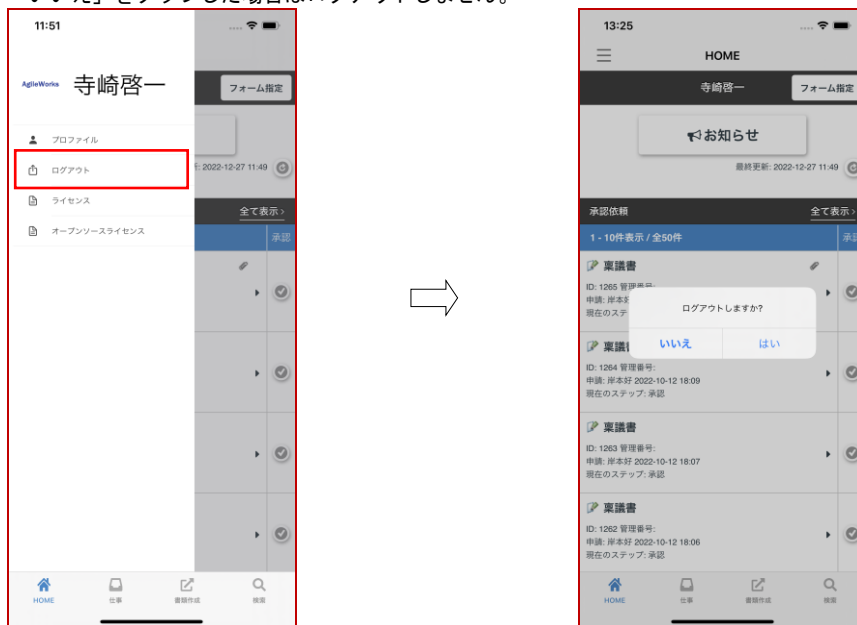 いいえ」をタップした場合はログアウトしません。
11:51
AgileWorks 寺崎啓一
フォーム指定
プロファイル
ログアウト
ライセンス
オープンソースライセンス
2022-12-27 11:49
全て表示
承認
HOME
仕事
書類作成
検索
13:25
HOME
寺崎啓一
フォーム指定
お知らせ
最終更新: 2022-12-27 11:49
承認依頼
全て表示
1 - 10件表示 / 全50件
稟議書
ID: 1265 管理番号:
申請: 岸本好
現在のステ
ログアウトしますか?
いいえ
はい
稟議
ID: 1264 管理番号:
申請: 岸本好 2022-10-12 18:09
現在のステップ: 承認
稟議書
ID: 1263 管理番号:
申請: 岸本好 2022-10-12 18:07
現在のステップ: 承認
稟議書
ID: 1262 管理番号:
申請: 岸本好 2022-10-12 18:06
現在のステップ: 承認
HOME
仕事
書類作成
検索